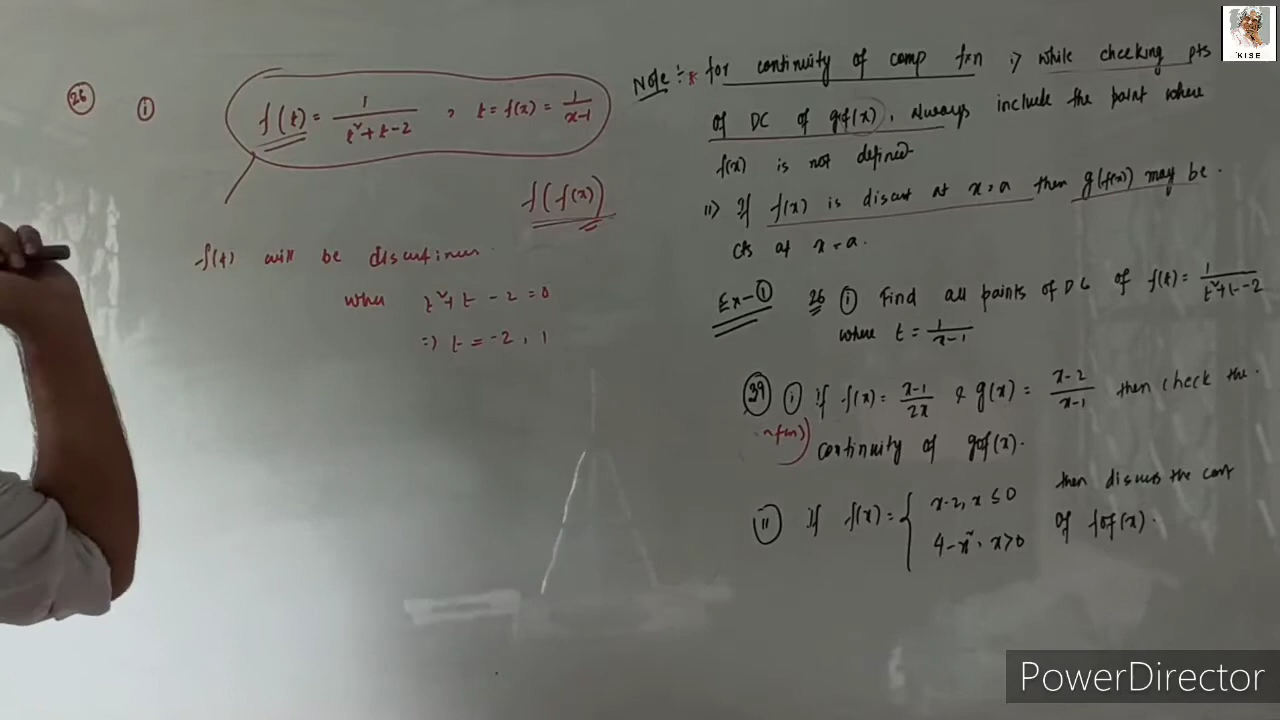 26 i f(t) = 1/(t²+t-2) , t = f(x) = 1/(x-1)
f(f(x))
f(t) will be
when t²+t-2=0
⇒ t = -2, 1
Note :- * for continuity of comp fxn i> while checking pts
of DC of gof(x), always include the point where
f(x) is not defined
ii> If f(x) is discont at x=a then g(f(x)) may be.
cts at x=a.
Ex-① 26 i Find all points of DC of f(t) = 1/(t²+t-2)
where t = 1/(x-1)
39 i if f(x) = (x-1)/2x & g(x) = (x-2)/(x-1) then check the.
continuity of gof(x).
ii If f(x) = { x-2, x ≤ 0 then discuss the cont
4-x², x>0 of fof(x).
KISE
PowerDirector